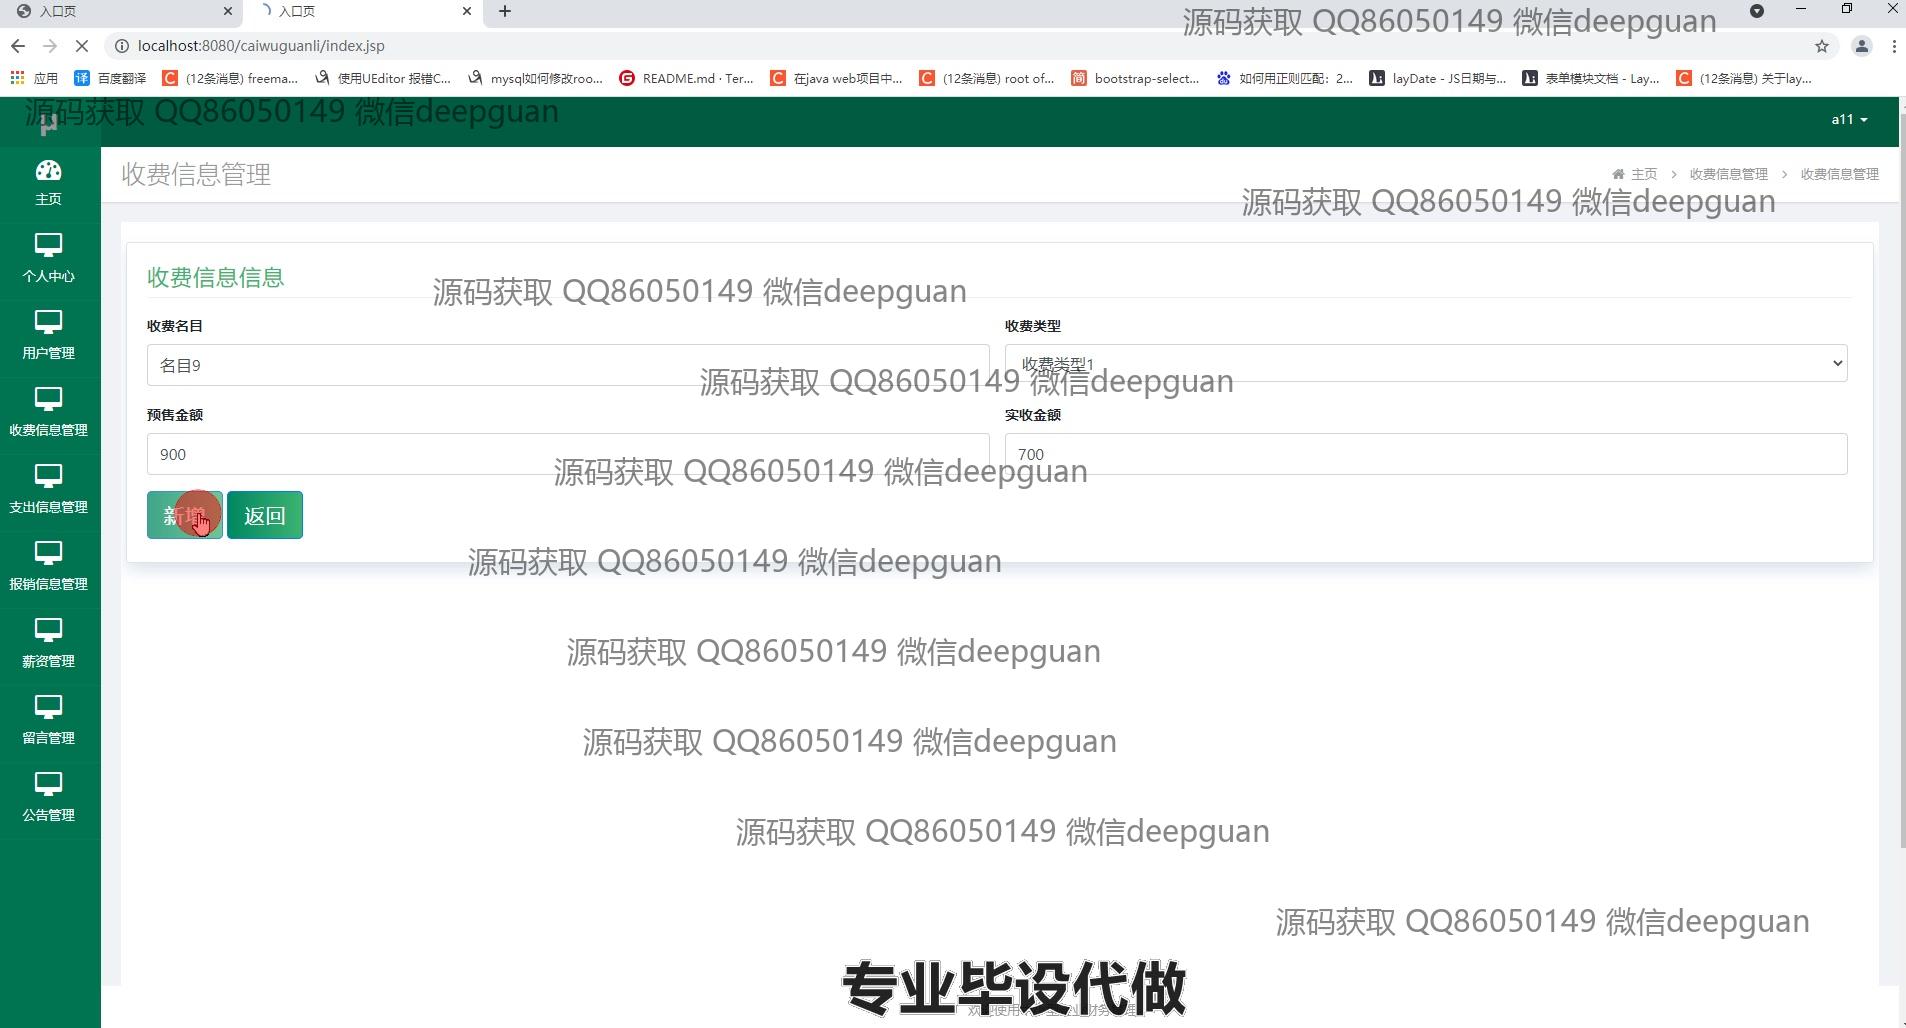 入口页
入口页
源码获取 QQ86050149 微信deepguan
localhost:8080/caiwuguanli/index.jsp
应用 百度翻译 (12条消息) freema... 使用UEditor 报错C... mysql如何修改roo... README.md · Ter... 在java web项目中... (12条消息) root of... bootstrap-select... 如何用正则匹配：2... layDate - JS日期与... 表单模块文档 - Lay... (12条消息) 关于lay...
源码获取 QQ86050149 微信deepguan
a11
收费信息管理
主页 > 收费信息管理 > 收费信息管理
源码获取 QQ86050149 微信deepguan
主页
个人中心
用户管理
收费信息管理
支出信息管理
报销信息管理
薪资管理
留言管理
公告管理
收费信息信息
源码获取 QQ86050149 微信deepguan
收费名目
收费类型
名目9
收费类型1
源码获取 QQ86050149 微信deepguan
预售金额
实收金额
900
700
源码获取 QQ86050149 微信deepguan
新增
返回
源码获取 QQ86050149 微信deepguan
源码获取 QQ86050149 微信deepguan
源码获取 QQ86050149 微信deepguan
源码获取 QQ86050149 微信deepguan
源码获取 QQ86050149 微信deepguan
专业毕设代做